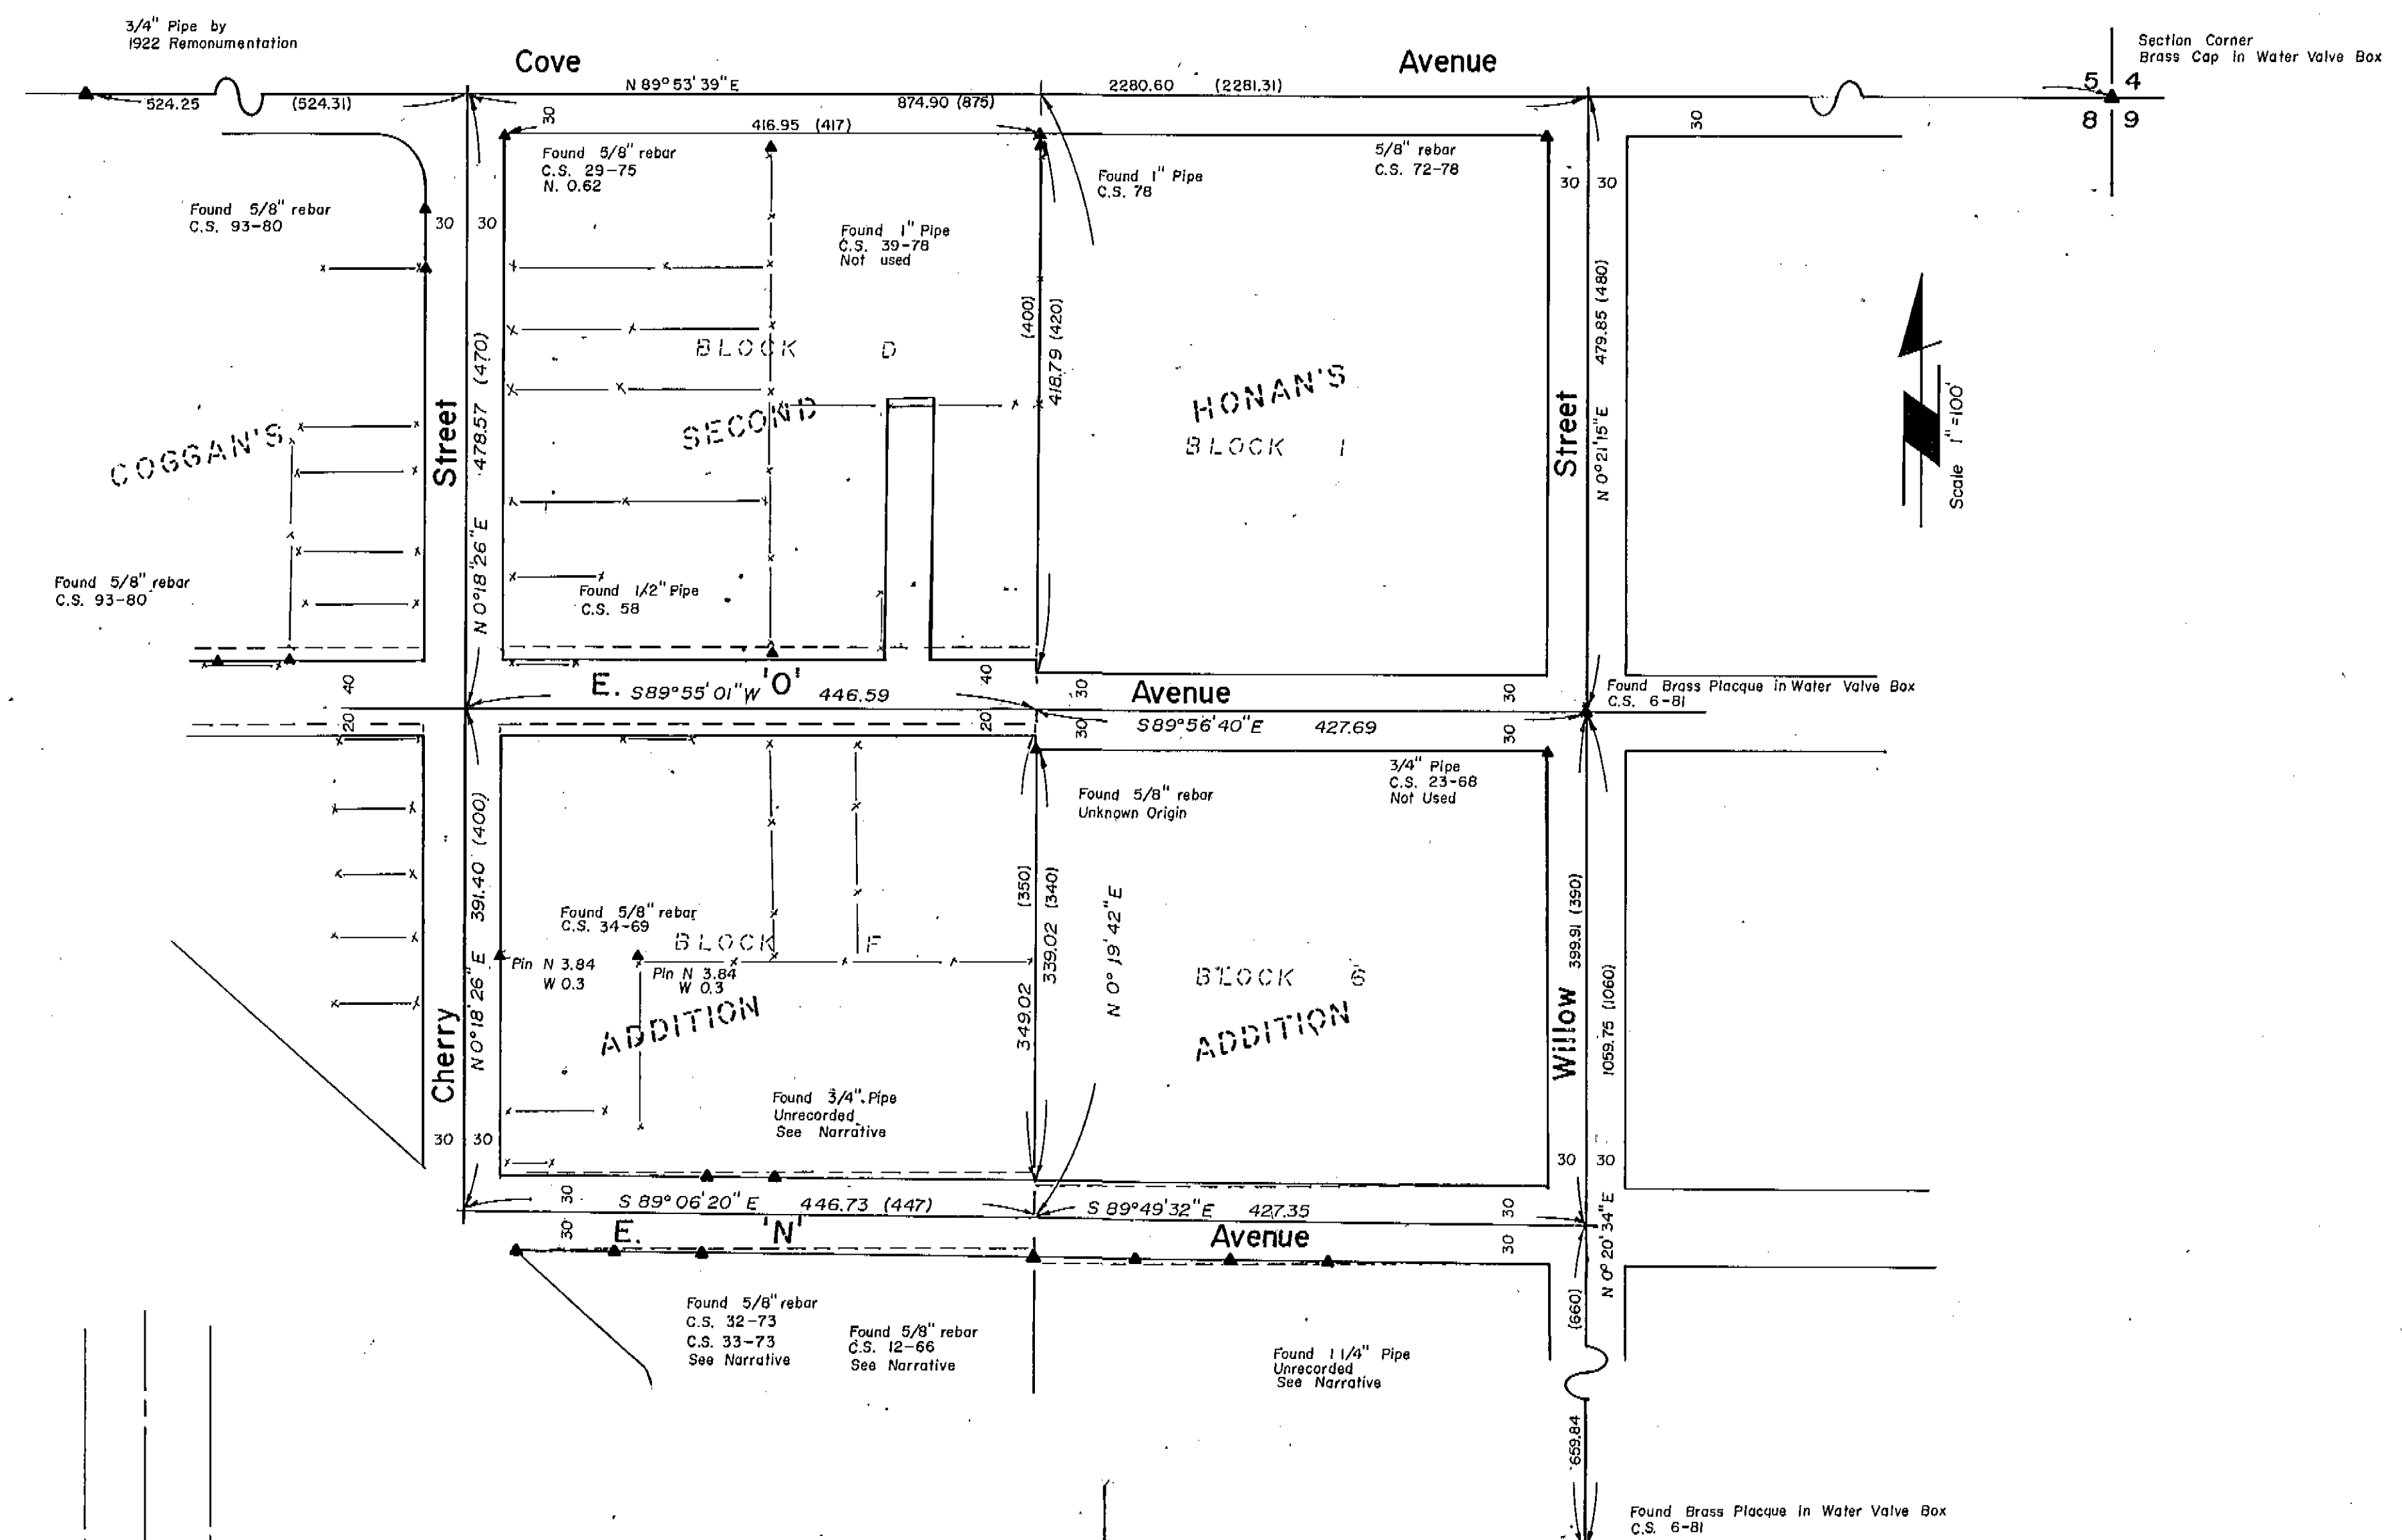 3/4" Pipe by
1922 Remonumentation
Cove Avenue
Section Corner
Brass Cap in Water Valve Box
5 4
8 9
524.25 (524.31)
N 89° 53' 39" E
874.90 (875)
2280.60 (2281.31)
30
416.95 (417)
30
Found 5/8" rebar
C.S. 29-75
N. 0.62
Found 1" Pipe
C.S. 78
5/8" rebar
C.S. 72-78
30 30
Found 5/8" rebar
C.S. 93-80
30 30
Found 1" Pipe
C.S. 39-78
Not used
(400)
418.79 (420)
BLOCK D
COGGAN'S
SECOND
HONAN'S
BLOCK 1
Street
N 0° 18' 26" E 478.57 (470)
Street
N 0° 21' 15" E 479.85 (480)
Scale 1"=100'
Found 5/8" rebar
C.S. 93-80
Found 1/2" Pipe
C.S. 58
40
20
E. 'O' Avenue
S 89° 55' 01" W 446.59
40
20
30
30
S 89° 56' 40" E 427.69
30
30
Found Brass Placque in Water Valve Box
C.S. 6-81
3/4" Pipe
C.S. 23-68
Not Used
Found 5/8" rebar
Unknown Origin
Found 5/8" rebar
C.S. 34-69
BLOCK F
Pin N 3.84
W 0.3
Pin N 3.84
W 0.3
ADDITION
Cherry
N 0° 18' 26" E 391.40 (400)
(350)
349.02
339.02 (340)
N 0° 19' 42" E
BLOCK 6
ADDITION
Willow
399.91 (390)
1059.75 (1060)
Found 3/4" Pipe
Unrecorded
See Narrative
30 30
30 30
30
30
S 89° 06' 20" E 446.73 (447)
S 89° 49' 32" E 427.35
30
30
E. 'N' Avenue
N 0° 20' 34" E
(660)
659.84
Found 5/8" rebar
C.S. 32-73
C.S. 33-73
See Narrative
Found 5/8" rebar
C.S. 12-66
See Narrative
Found 1 1/4" Pipe
Unrecorded
See Narrative
Found Brass Placque in Water Valve Box
C.S. 6-81